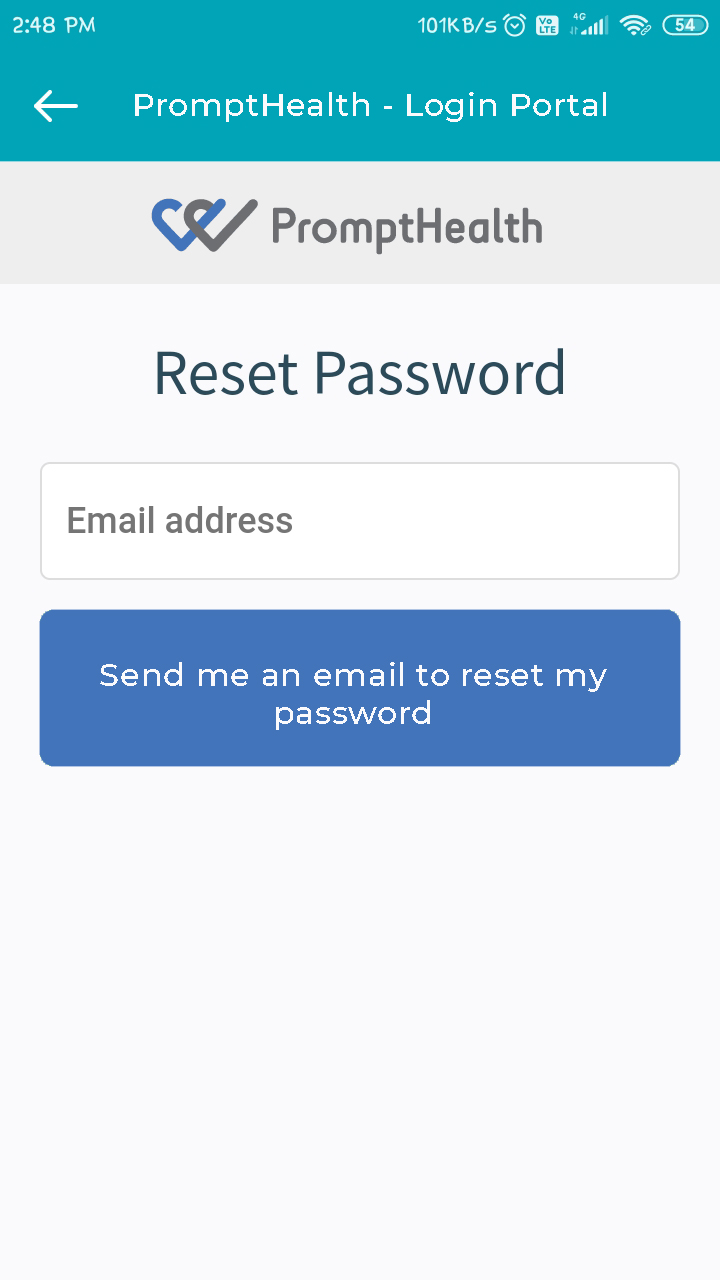 2:48 PM 101KB/s Vo LTE 4G 54
PromptHealth - Login Portal
PromptHealth
Reset Password
Email address
Send me an email to reset my
password